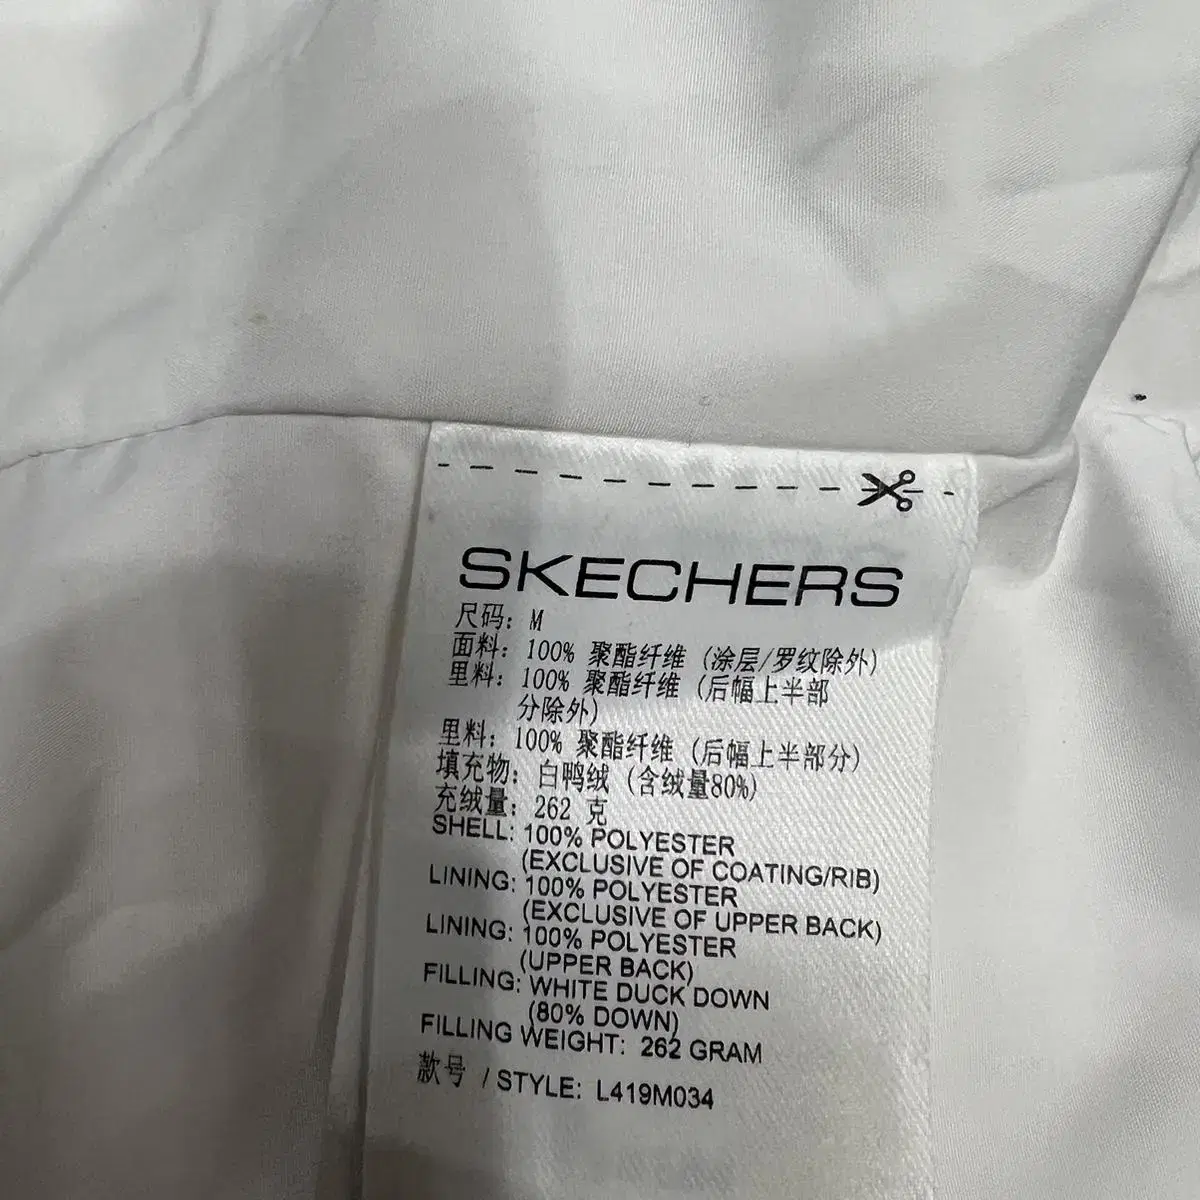 SKECHERS
尺码: M
面料: 100% 聚酯纤维 (涂层/罗纹除外)
里料: 100% 聚酯纤维 (后幅上半部
分除外)
里料: 100% 聚酯纤维 (后幅上半部分)
填充物: 白鸭绒 (含绒量80%)
充绒量: 262 克
SHELL: 100% POLYESTER
(EXCLUSIVE OF COATING/RIB)
LINING: 100% POLYESTER
(EXCLUSIVE OF UPPER BACK)
LINING: 100% POLYESTER
(UPPER BACK)
FILLING: WHITE DUCK DOWN
(80% DOWN)
FILLING WEIGHT: 262 GRAM
款号 / STYLE: L419M034